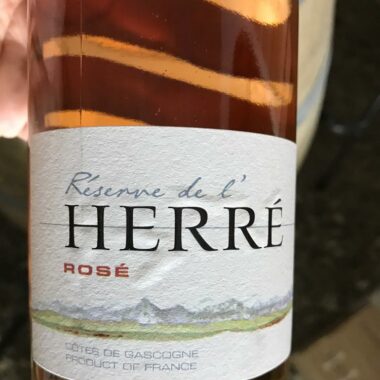 Réserve de l'
HERRÉ
ROSÉ
CÔTES DE GASCOGNE
PRODUCT OF FRANCE